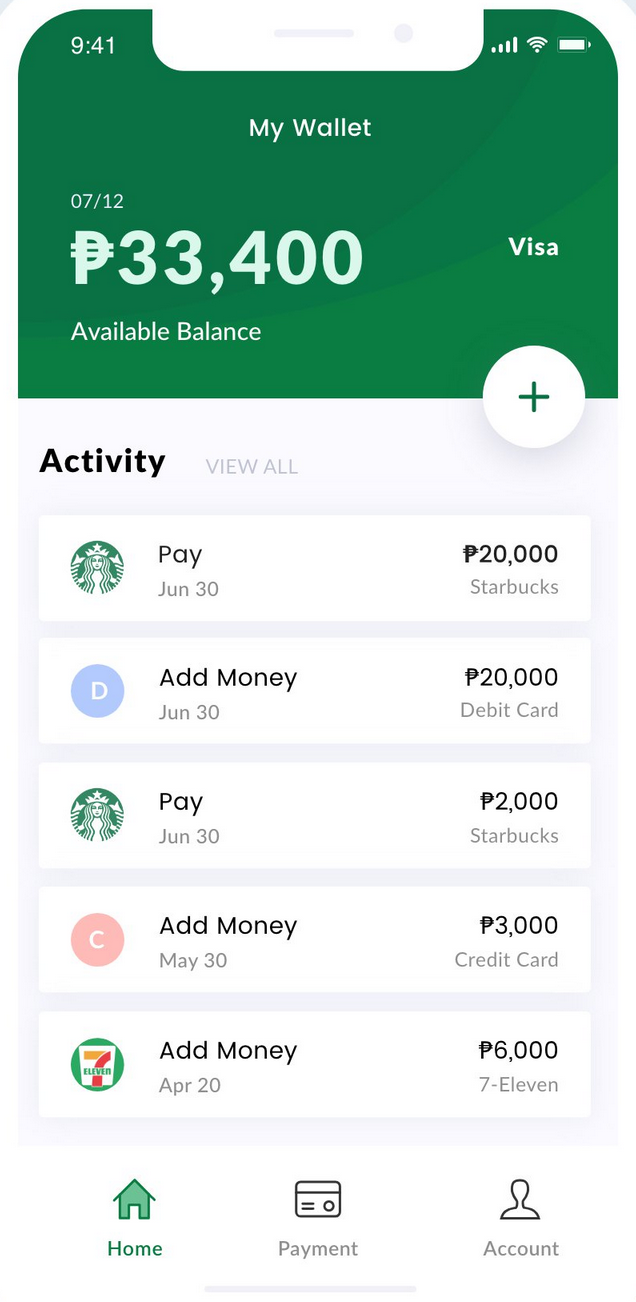 9:41
My Wallet
07/12
₱33,400
Visa
Available Balance
+
Activity
VIEW ALL
Pay
₱20,000
Jun 30
Starbucks
D
Add Money
₱20,000
Jun 30
Debit Card
Pay
₱2,000
Jun 30
Starbucks
C
Add Money
₱3,000
May 30
Credit Card
7
ELEVEN
Add Money
₱6,000
Apr 20
7-Eleven
Home
Payment
Account